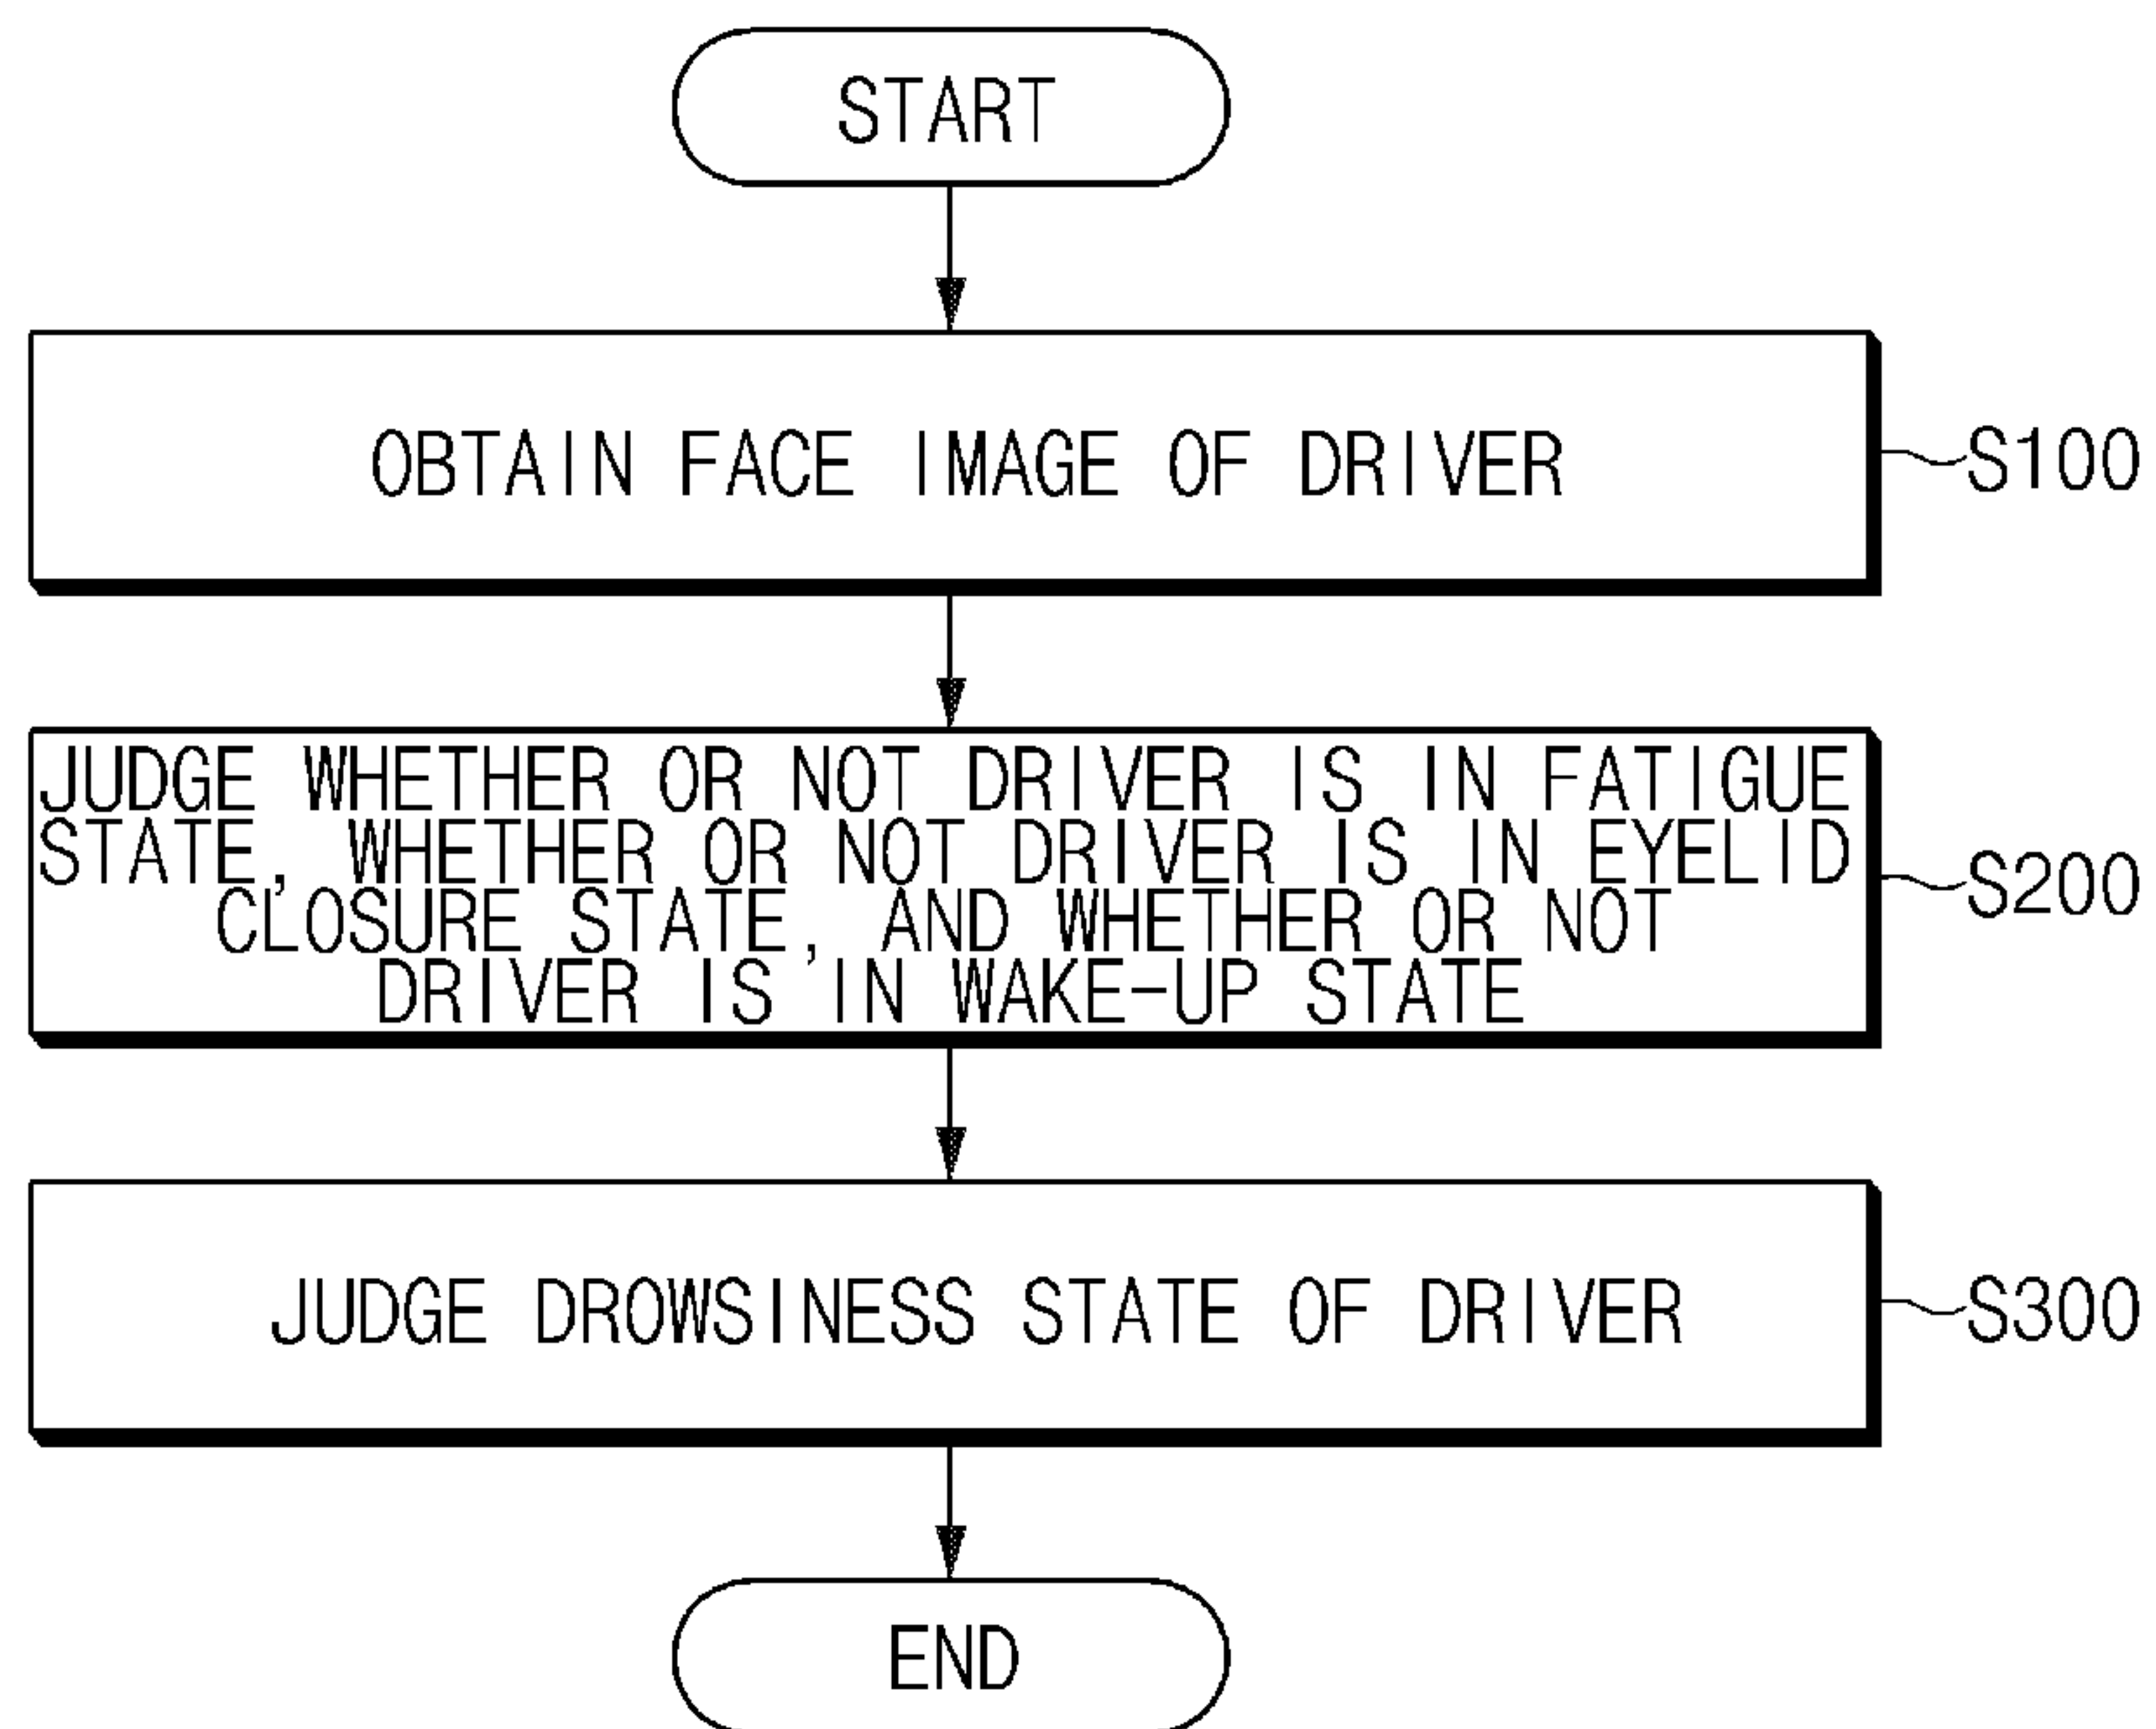 START
OBTAIN FACE IMAGE OF DRIVER
S100
JUDGE WHETHER OR NOT DRIVER IS IN FATIGUE
STATE, WHETHER OR NOT DRIVER IS IN EYELID
CLOSURE STATE, AND WHETHER OR NOT
DRIVER IS IN WAKE-UP STATE
S200
JUDGE DROWSINESS STATE OF DRIVER
S300
END